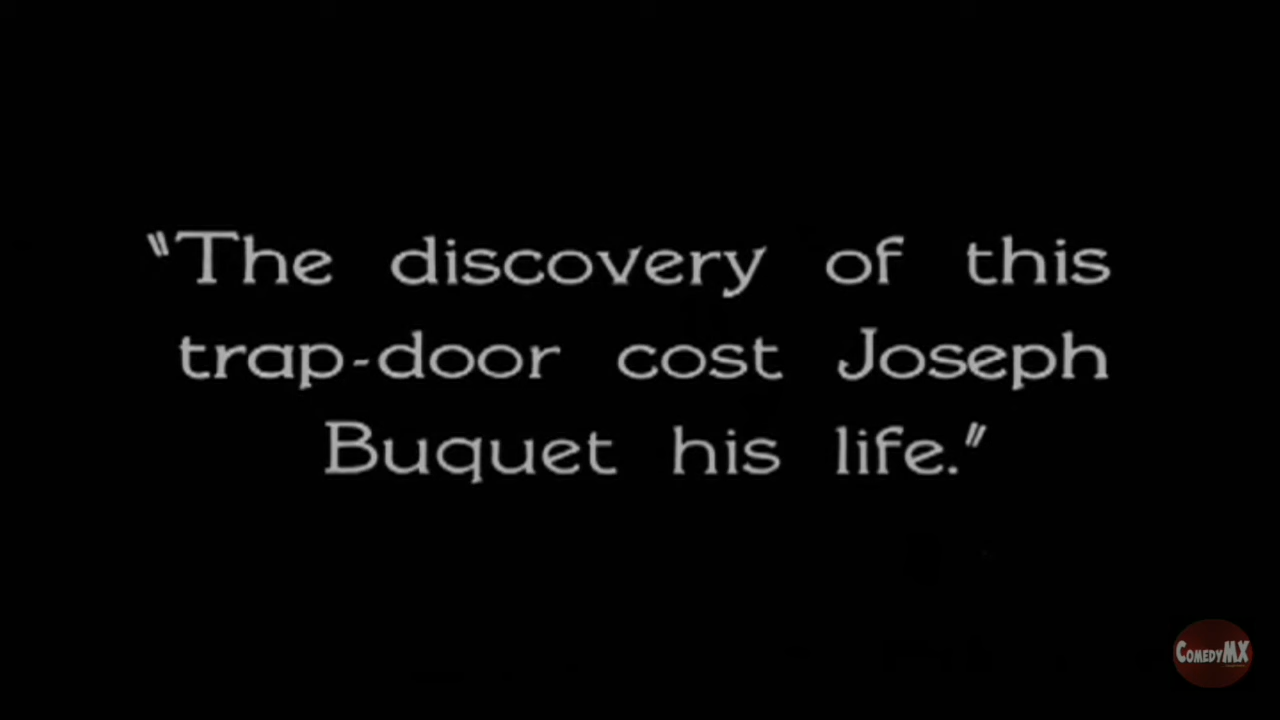 "The discovery of this
trap-door cost Joseph
Buquet his life."
COMEDYMX